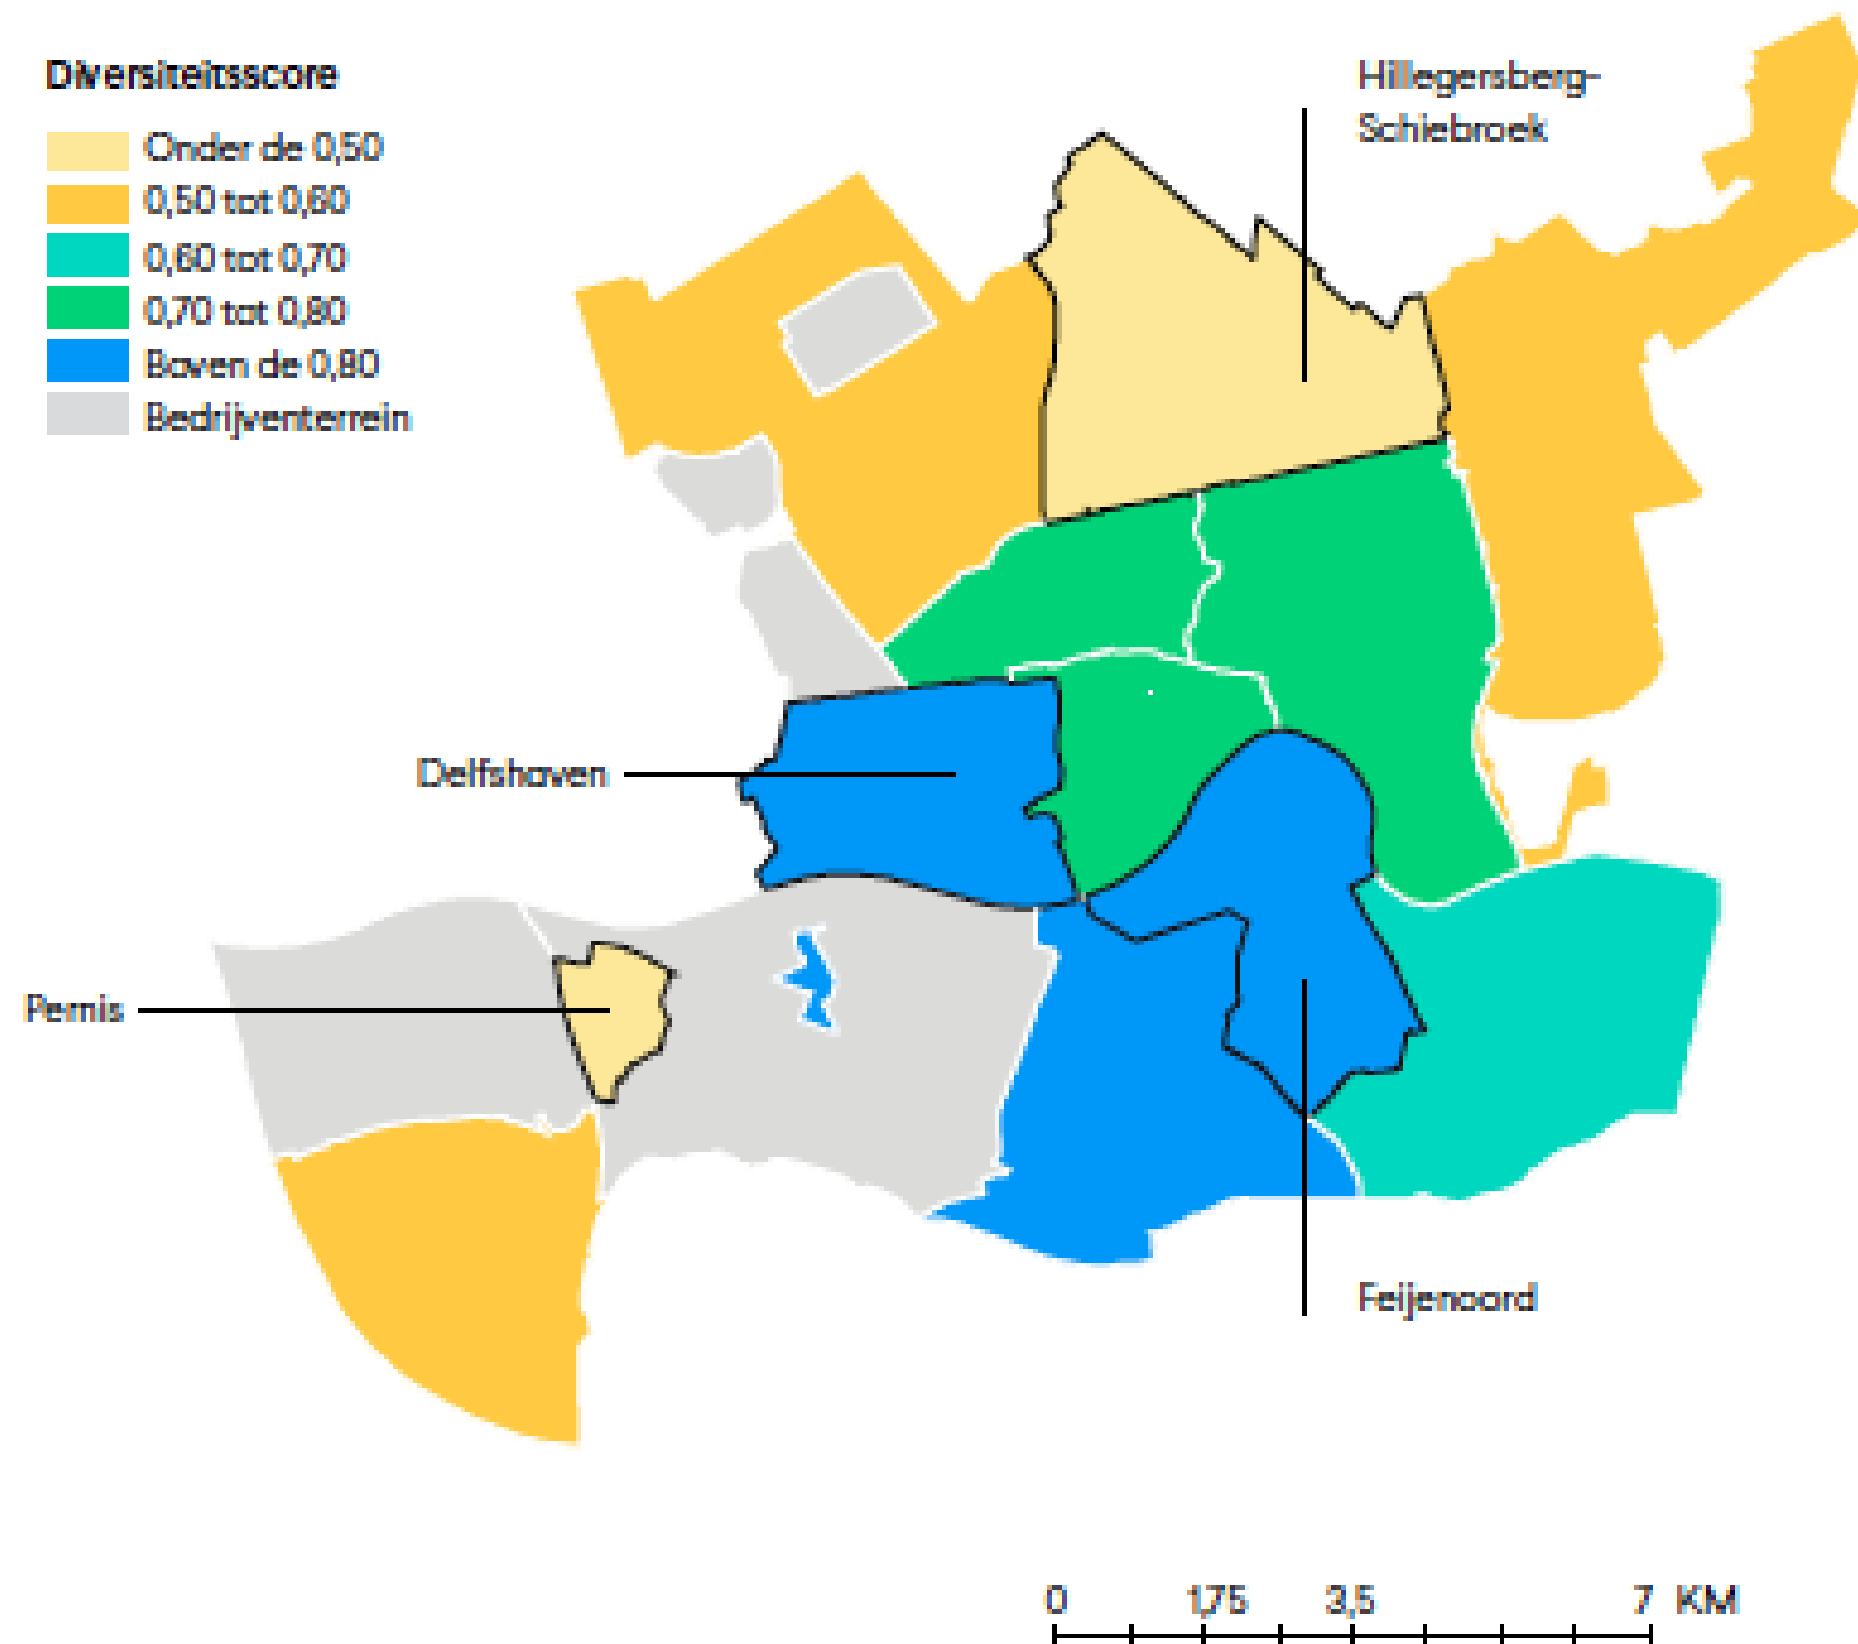 Diversiteitsscore
Onder de 0,50
0,50 tot 0,60
0,60 tot 0,70
0,70 tot 0,80
Boven de 0,80
Bedrijventerrein
Hillegersberg-
Schiebroek
Delfshaven
Pernis
Feijenoord
0 1,75 3,5 7 KM